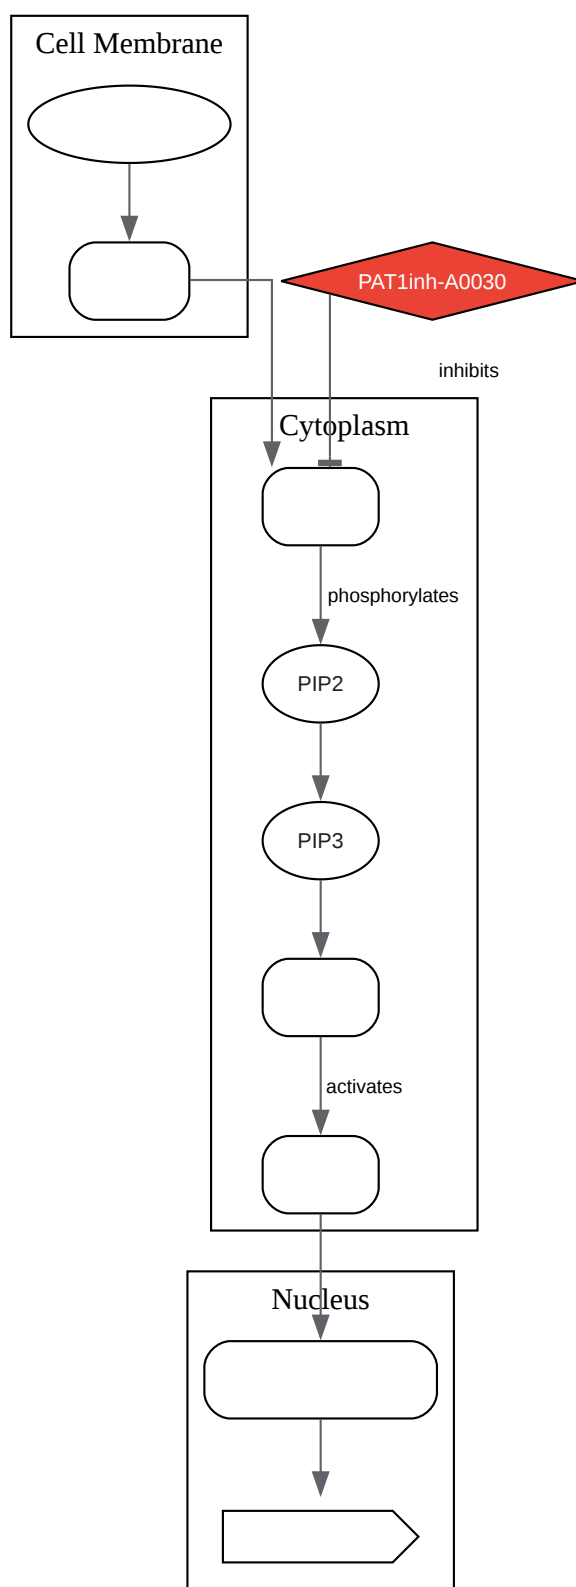 Cell Membrane
PAT1inh-A0030
inhibits
Cytoplasm
phosphorylates
PIP2
PIP3
activates
Nucleus